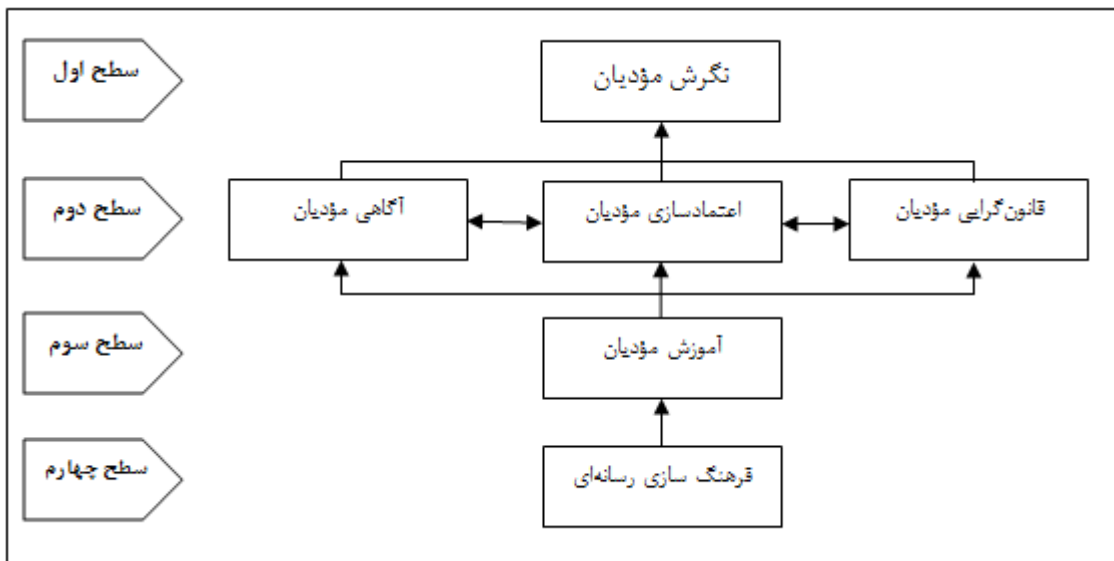 سطح اول
نگرش مؤدیان
سطح دوم
قانون‌گرایی مؤدیان
اعتمادسازی مؤدیان
آگاهی مؤدیان
سطح سوم
آموزش مؤدیان
سطح چهارم
قرهنگ سازی رسانه‌ای